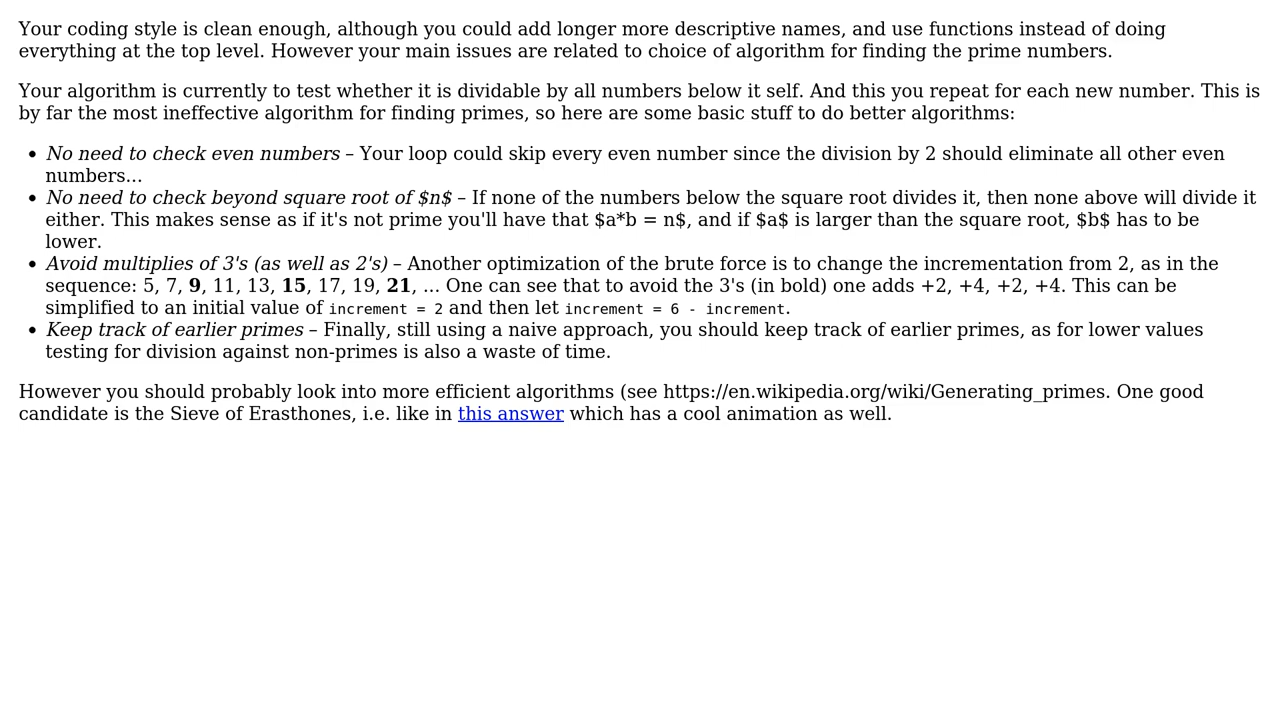 Your coding style is clean enough, although you could add longer more descriptive names, and use functions instead of doing
everything at the top level. However your main issues are related to choice of algorithm for finding the prime numbers.
Your algorithm is currently to test whether it is dividable by all numbers below it self. And this you repeat for each new number. This is
by far the most ineffective algorithm for finding primes, so here are some basic stuff to do better algorithms:
• No need to check even numbers – Your loop could skip every even number since the division by 2 should eliminate all other even
numbers...
• No need to check beyond square root of $n$ – If none of the numbers below the square root divides it, then none above will divide it
either. This makes sense as if it's not prime you'll have that $a*b = n$, and if $a$ is larger than the square root, $b$ has to be
lower.
• Avoid multiplies of 3's (as well as 2's) – Another optimization of the brute force is to change the incrementation from 2, as in the
sequence: 5, 7, 9, 11, 13, 15, 17, 19, 21, ... One can see that to avoid the 3's (in bold) one adds +2, +4, +2, +4. This can be
simplified to an initial value of increment = 2 and then let increment = 6 - increment.
• Keep track of earlier primes – Finally, still using a naive approach, you should keep track of earlier primes, as for lower values
testing for division against non-primes is also a waste of time.
However you should probably look into more efficient algorithms (see https://en.wikipedia.org/wiki/Generating_primes. One good
candidate is the Sieve of Erasthones, i.e. like in this answer which has a cool animation as well.